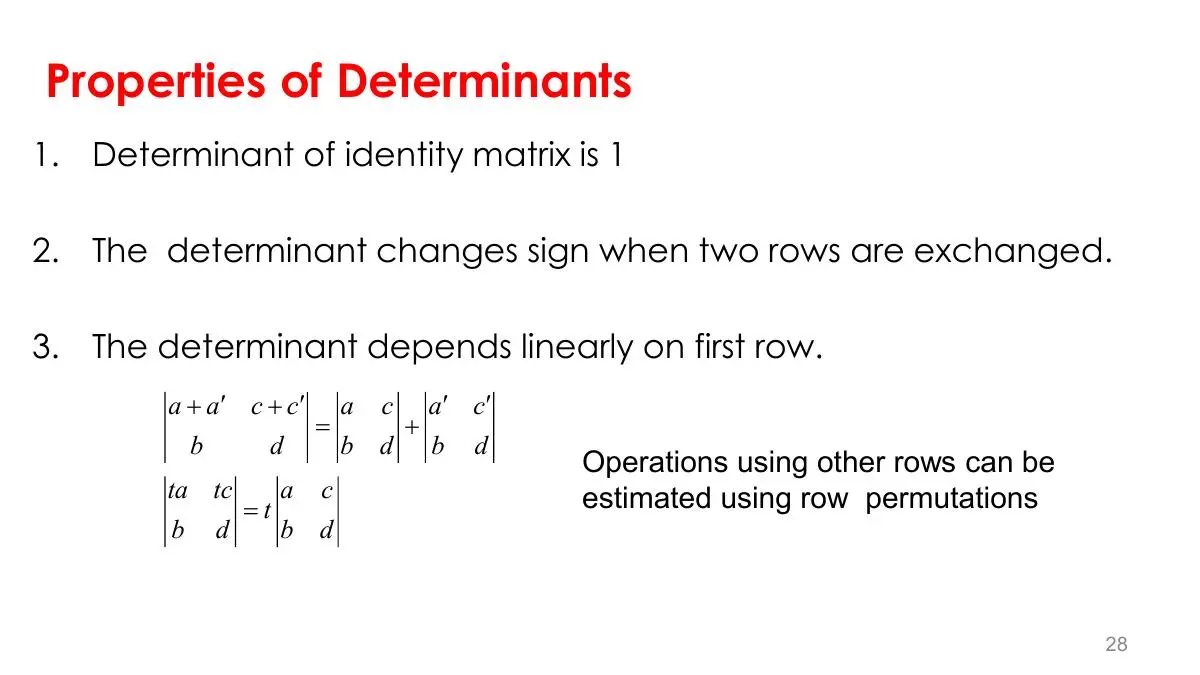 Properties of Determinants
1. Determinant of identity matrix is 1
2. The  determinant changes sign when two rows are exchanged.
3. The determinant depends linearly on first row.
|a + a′  c + c′| = |a  c| + |a′  c′|
|b  d|   |b  d|   |b  d|
Operations using other rows can be
estimated using row  permutations
|ta  tc| = t |a  c|
|b  d|   |b  d|
28